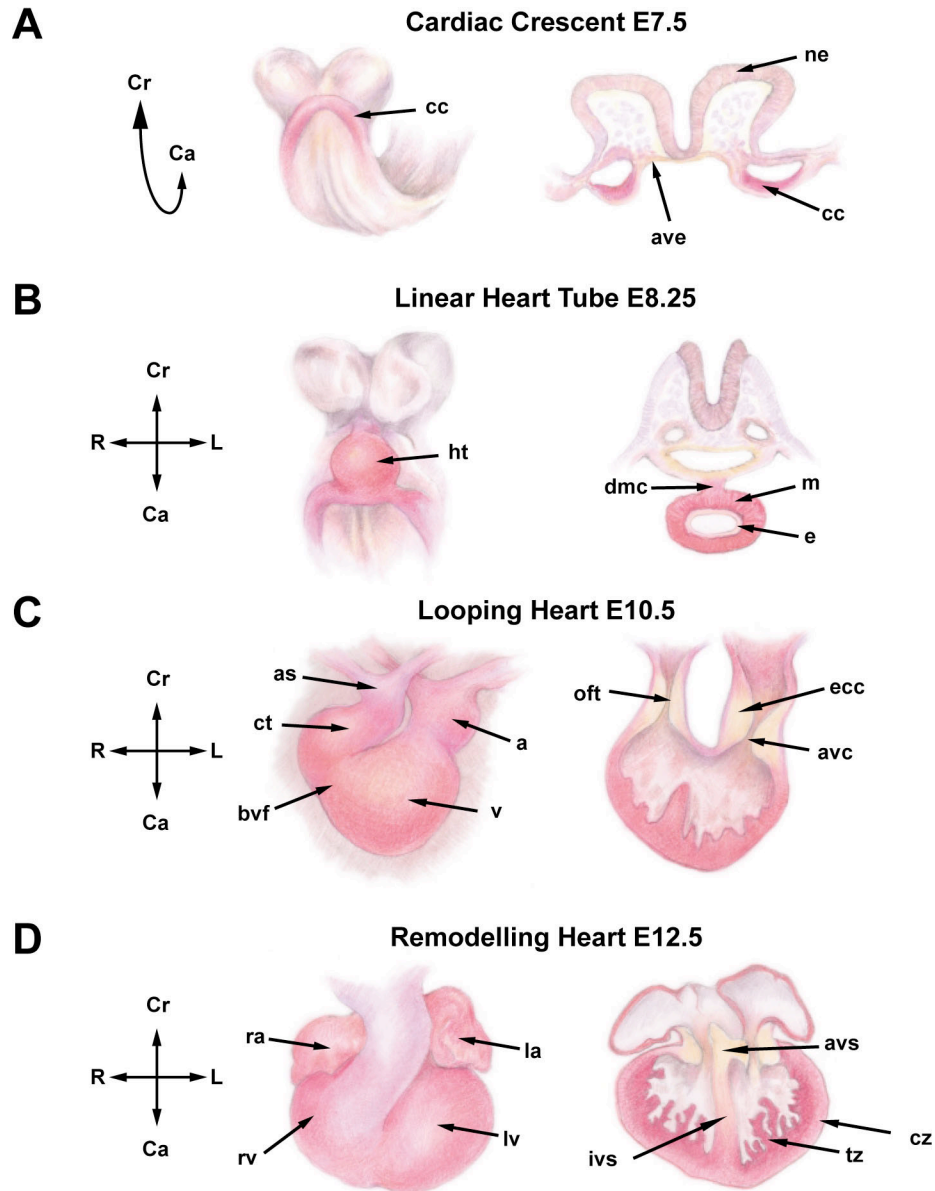 A
Cardiac Crescent E7.5
Cr
Ca
cc
ne
ave
cc
B
Linear Heart Tube E8.25
Cr
R
L
Ca
ht
dmc
m
e
C
Looping Heart E10.5
Cr
R
L
Ca
as
ct
a
bvf
v
oft
ecc
avc
D
Remodelling Heart E12.5
Cr
R
L
Ca
ra
la
rv
lv
avs
ivs
tz
cz